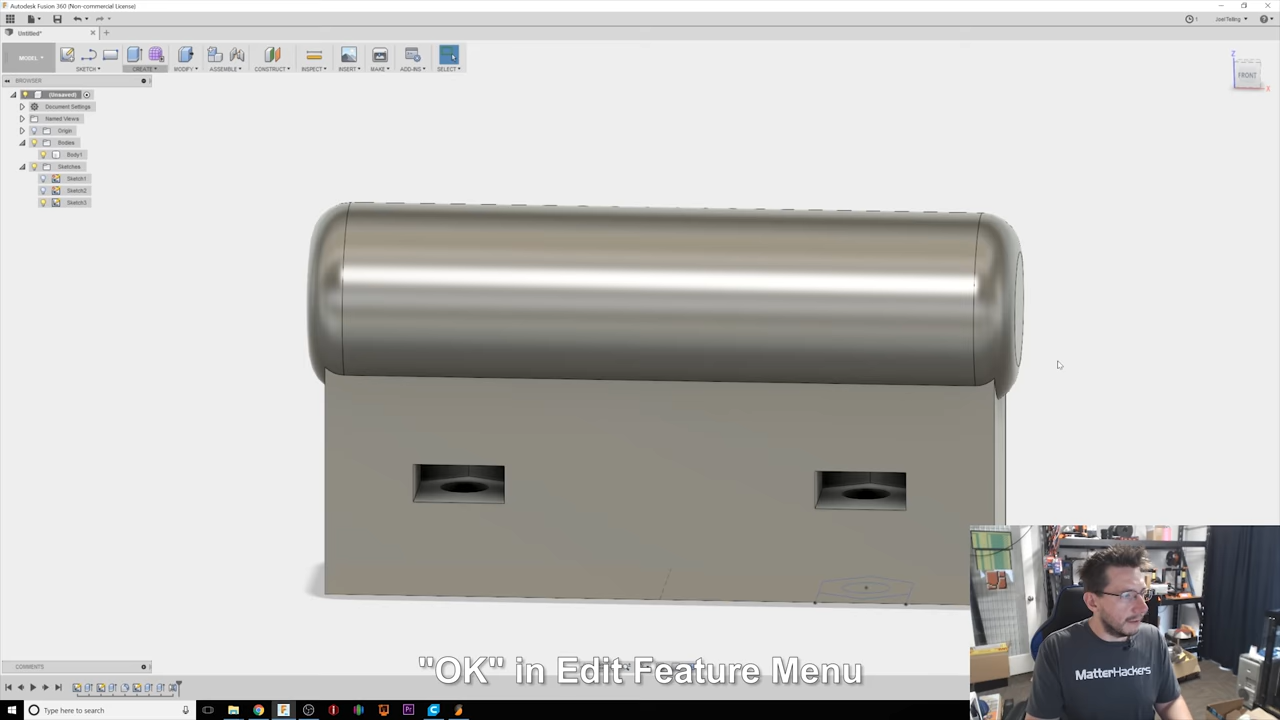 Autodesk Fusion 360 (Non-commercial License)
Joel Telling
Untitled*
MODEL
SKETCH
CREATE
MODIFY
ASSEMBLE
CONSTRUCT
INSPECT
INSERT
MAKE
ADD-INS
SELECT
BROWSER
(Unsaved)
Document Settings
Named Views
Origin
Bodies
Body1
Sketches
Sketch1
Sketch2
Sketch3
Z
FRONT
X
MatterHackers
COMMENTS
"OK" in Edit Feature Menu
Type here to search